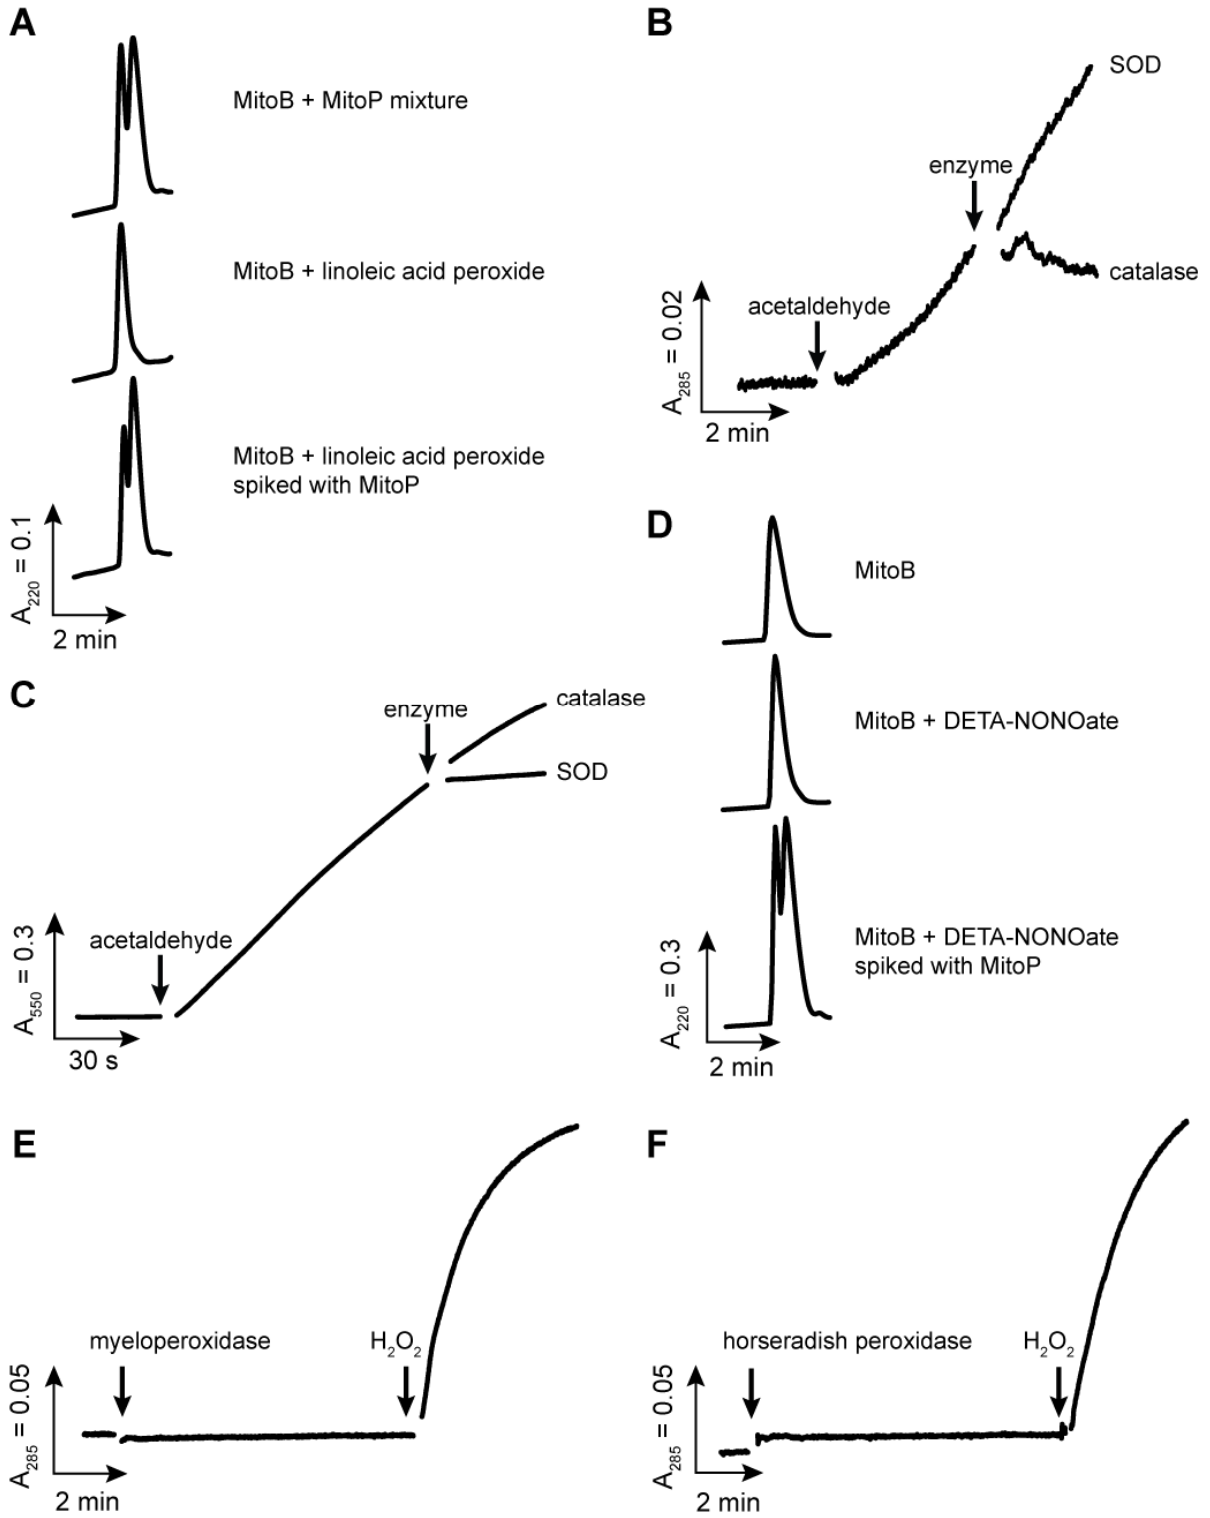 A
MitoB + MitoP mixture
MitoB + linoleic acid peroxide
MitoB + linoleic acid peroxide
spiked with MitoP
A220 = 0.1
2 min
B
SOD
enzyme
catalase
acetaldehyde
A285 = 0.02
2 min
C
catalase
enzyme
SOD
acetaldehyde
A550 = 0.3
30 s
D
MitoB
MitoB + DETA-NONOate
MitoB + DETA-NONOate
spiked with MitoP
A220 = 0.3
2 min
E
myeloperoxidase
H2O2
A285 = 0.05
2 min
F
horseradish peroxidase
H2O2
A285 = 0.05
2 min